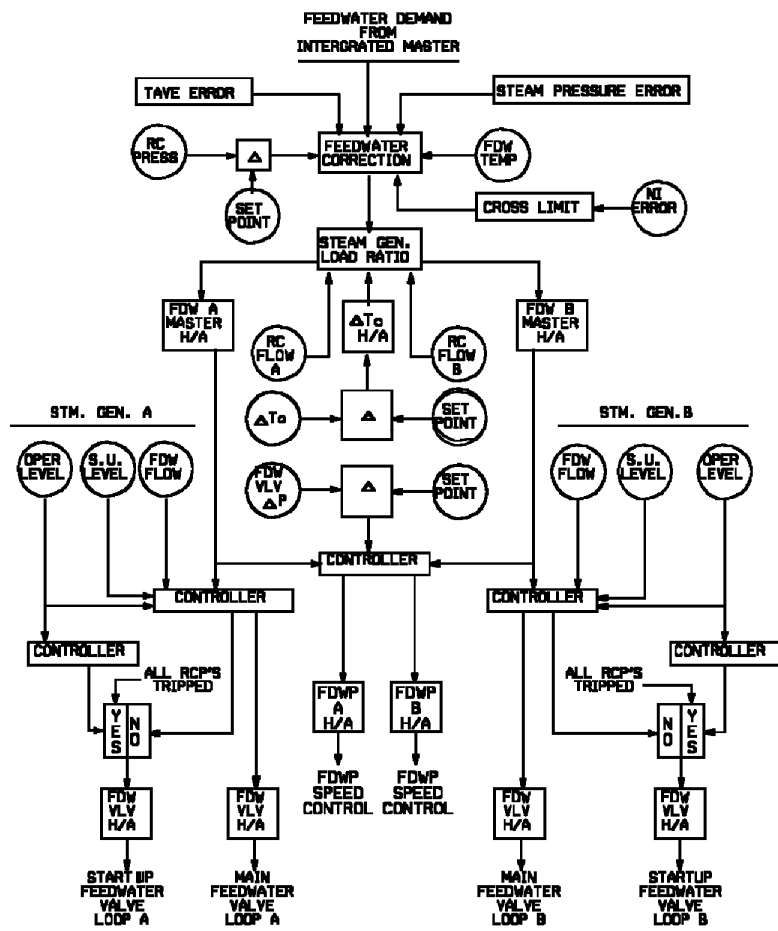 FEEDWATER DEMAND
FROM
INTERGRATED MASTER
TAVE ERROR
STEAM PRESSURE ERROR
RC
PRESS
Δ
FEEDWATER
CORRECTION
FDW
TEMP
SET
POINT
CROSS LIMIT
NI
ERROR
STEAM GEN.
LOAD RATIO
FDW A
MASTER
H/A
RC
FLOW
A
ΔTc
H/A
RC
FLOW
B
FDW B
MASTER
H/A
STM. GEN. A
ΔTc
Δ
SET
POINT
STM. GEN.B
OPER
LEVEL
S.U.
LEVEL
FDW
FLOW
FDW
VLV
ΔP
Δ
SET
POINT
FDW
FLOW
S.U.
LEVEL
OPER
LEVEL
CONTROLLER
CONTROLLER
CONTROLLER
CONTROLLER
CONTROLLER
ALL RCP'S
TRIPPED
YES
NO
FDWP
A
H/A
FDWP
B
H/A
ALL RCP'S
TRIPPED
NO
YES
FDWP
SPEED
CONTROL
FDWP
SPEED
CONTROL
FDW
VLV
H/A
FDW
VLV
H/A
FDW
VLV
H/A
FDW
VLV
H/A
START UP
FEEDWATER
VALVE
LOOP A
MAIN
FEEDWATER
VALVE
LOOP A
MAIN
FEEDWATER
VALVE
LOOP B
STARTUP
FEEDWATER
VALVE
LOOP B